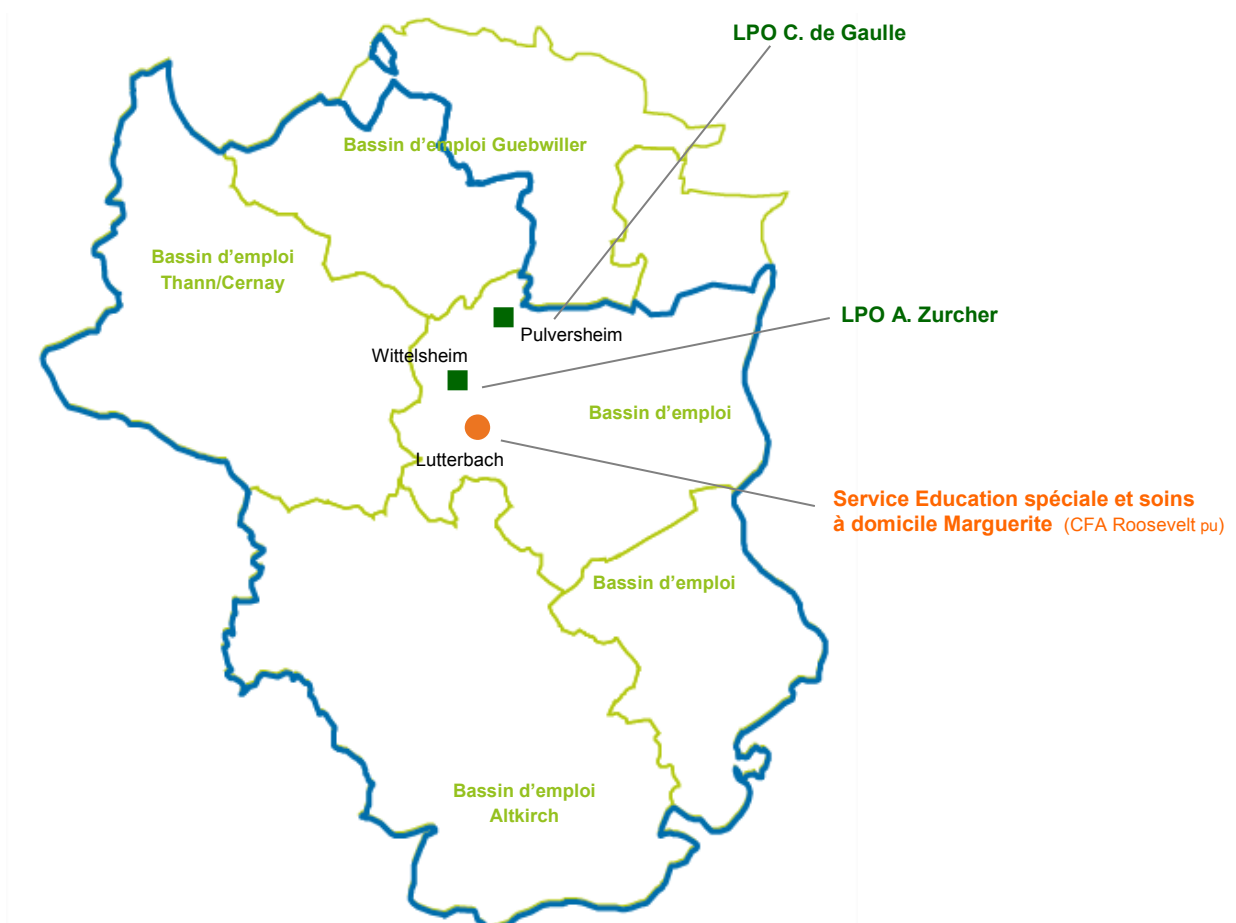 LPO C. de Gaulle
Bassin d'emploi Guebwiller
Bassin d'emploi
Thann/Cernay
LPO A. Zurcher
Pulversheim
Wittelsheim
Bassin d'emploi
Lutterbach
Service Education spéciale et soins
à domicile Marguerite (CFA Roosevelt pu)
Bassin d'emploi
Bassin d'emploi
Altkirch